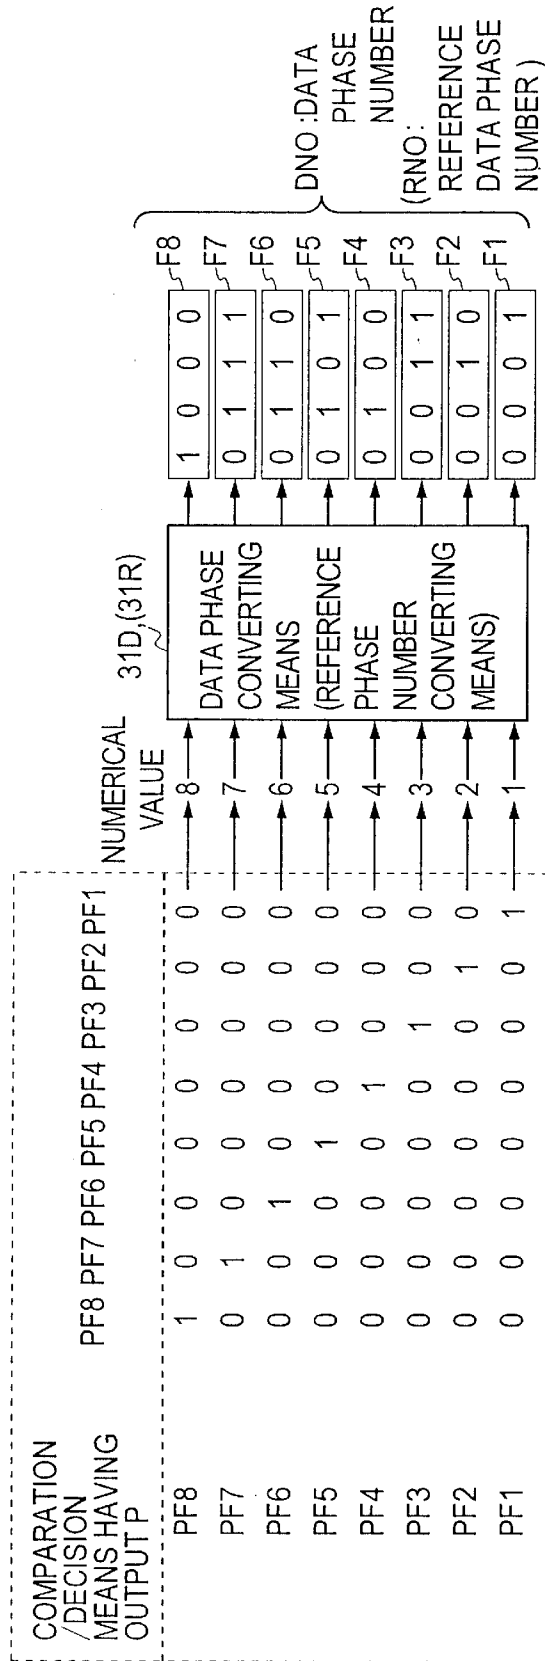 COMPARATION
/DECISION
MEANS HAVING
OUTPUT P
PF8 PF7 PF6 PF5 PF4 PF3 PF2 PF1
NUMERICAL
VALUE
31D,(31R)
PF8 1 0 0 0 0 0 0 0 8
PF7 0 1 0 0 0 0 0 0 7
PF6 0 0 1 0 0 0 0 0 6
PF5 0 0 0 1 0 0 0 0 5
PF4 0 0 0 0 1 0 0 0 4
PF3 0 0 0 0 0 1 0 0 3
PF2 0 0 0 0 0 0 1 0 2
PF1 0 0 0 0 0 0 0 1 1
DATA PHASE
CONVERTING
MEANS
(REFERENCE
PHASE
NUMBER
CONVERTING
MEANS)
1 0 0 0 F8
0 1 1 1 F7
0 1 1 0 F6
0 1 0 1 F5
0 1 0 0 F4
0 0 1 1 F3
0 0 1 0 F2
0 0 0 1 F1
DNO :DATA
PHASE
NUMBER
(RNO:
REFERENCE
DATA PHASE
NUMBER )